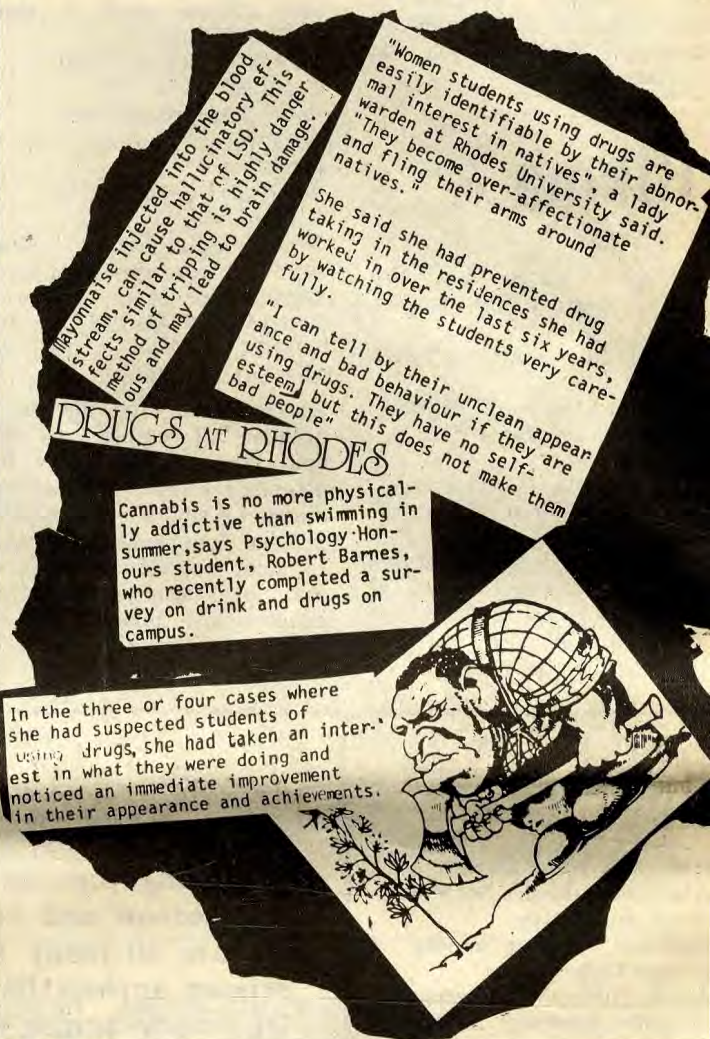 Mayonnaise injected into the blood
stream, can cause hallucinatory ef-
fects similar to that of LSD. This
method of tripping is highly danger
ous and may lead to brain damage.
"Women students using drugs are
easily identifiable by their abnor-
mal interest in natives", a lady
warden at Rhodes University said.
"They become over-affectionate
and fling their arms around
natives."
She said she had prevented drug
taking in the residences she had
worked in over the last six years,
by watching the students very care-
fully.
"I can tell by their unclean appear
ance and bad behaviour if they are
using drugs. They have no self-
esteem but this does not make them
bad people"
DRUGS AT RHODES
Cannabis is no more physical-
ly addictive than swimming in
summer,says Psychology Hon-
ours student, Robert Barnes,
who recently completed a sur-
vey on drink and drugs on
campus.
In the three or four cases where
she had suspected students of
using drugs, she had taken an inter-
est in what they were doing and
noticed an immediate improvement
in their appearance and achievements.